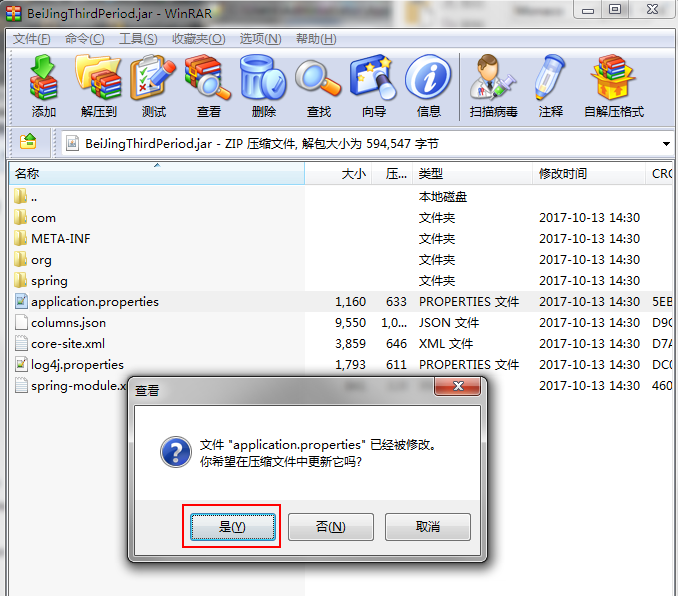 BeiJingThirdPeriod.jar - WinRAR
文件(F) 命令(C) 工具(S) 收藏夹(O) 选项(N) 帮助(H)
添加 解压到 测试 查看 删除 查找 向导 信息 扫描病毒 注释 自解压格式
BeiJingThirdPeriod.jar - ZIP 压缩文件, 解包大小为 594,547 字节
名称 大小 压... 类型 修改时间 CRC
.. 本地磁盘
com 文件夹 2017-10-13 14:30
META-INF 文件夹 2017-10-13 14:30
org 文件夹 2017-10-13 14:30
spring 文件夹 2017-10-13 14:30
application.properties 1,160 633 PROPERTIES 文件 2017-10-13 14:30 5EB
columns.json 9,550 1,0... JSON 文件 2017-10-13 14:30 D9C
core-site.xml 3,859 646 XML 文件 2017-10-13 14:30 D7A
log4j.properties 1,793 611 PROPERTIES 文件 2017-10-13 14:30 DC0
spring-module.x 2017-10-13 14:30 460
查看
文件 "application.properties" 已经被修改。
你希望在压缩文件中更新它吗?
是(Y) 否(N) 取消